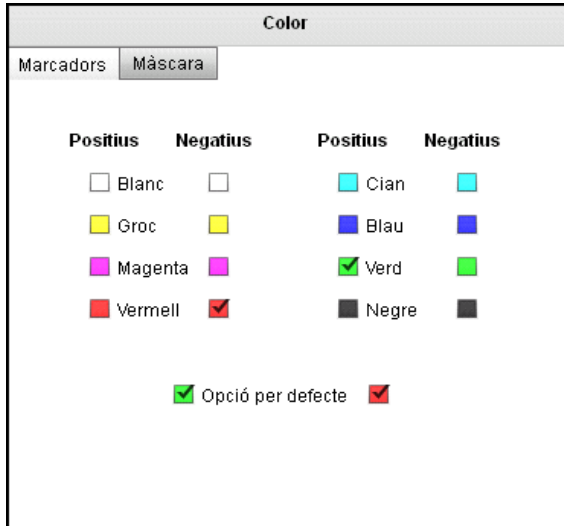 Color
Marcadors Màscara
Positius Negatius Positius Negatius
Blanc Cian
Groc Blau
Magenta Verd
Vermell Negre
Opció per defecte